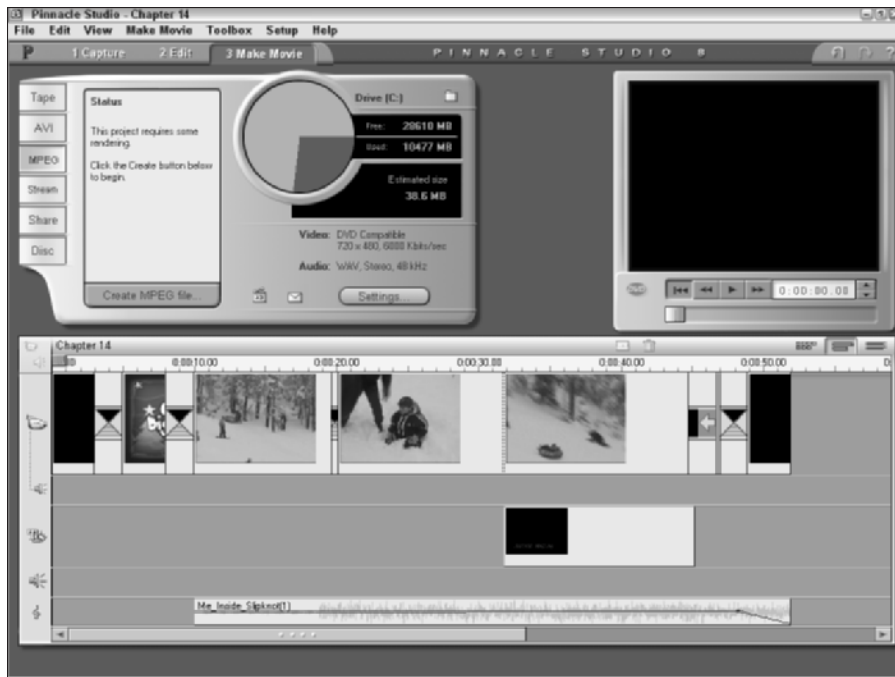 Pinnacle Studio - Chapter 14
File Edit View Make Movie Toolbox Setup Help
P 1 Capture 2 Edit 3 Make Movie PINNACLE STUDIO 8 ?
Tape
AVI
MPEG
Stream
Share
Disc
Status
This project requires some
rendering.
Click the Create button below
to begin.
Create MPEG file...
Drive (C:)
Free: 28610 MB
Used: 10477 MB
Estimated size
38.6 MB
Video: DVD Compatible
720 x 480, 6000 Kbits/sec
Audio: WAV, Stereo, 48 kHz
Settings...
0:00:00.00
Chapter 14
0:00:10.00 0:00:20.00 0:00:30.00 0:00:40.00 0:00:50.00
Me_Inside_Slipknot(1)